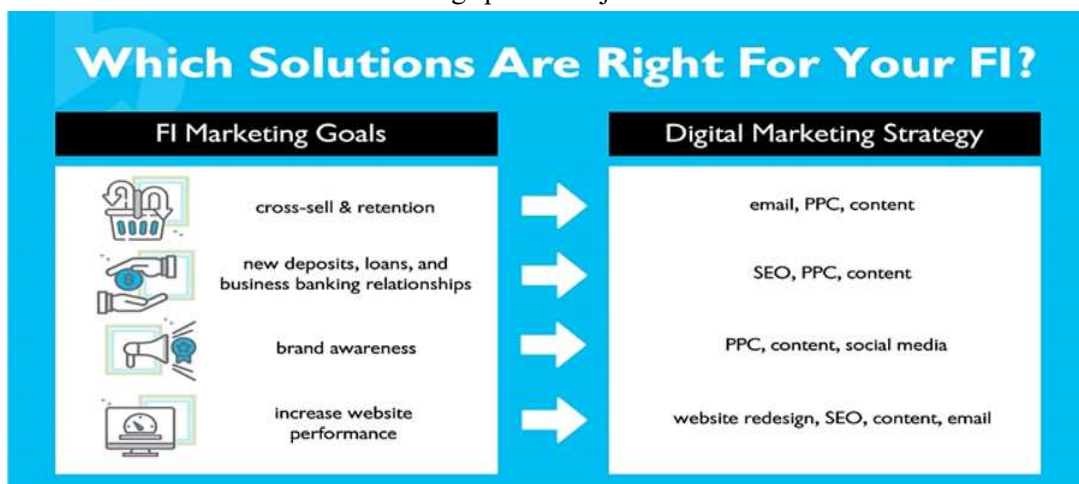 Which Solutions Are Right For Your FI?
FI Marketing Goals
Digital Marketing Strategy
cross-sell & retention
email, PPC, content
new deposits, loans, and
business banking relationships
SEO, PPC, content
brand awareness
PPC, content, social media
increase website
performance
website redesign, SEO, content, email